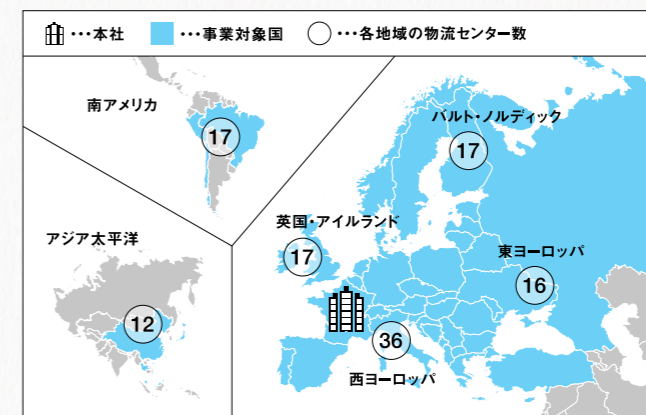 ・・・本社 ・・・事業対象国 ・・・各地域の物流センター数
南アメリカ
17
バルト・ノルディック
17
英国・アイルランド
17
アジア太平洋
12
東ヨーロッパ
16
36
西ヨーロッパ